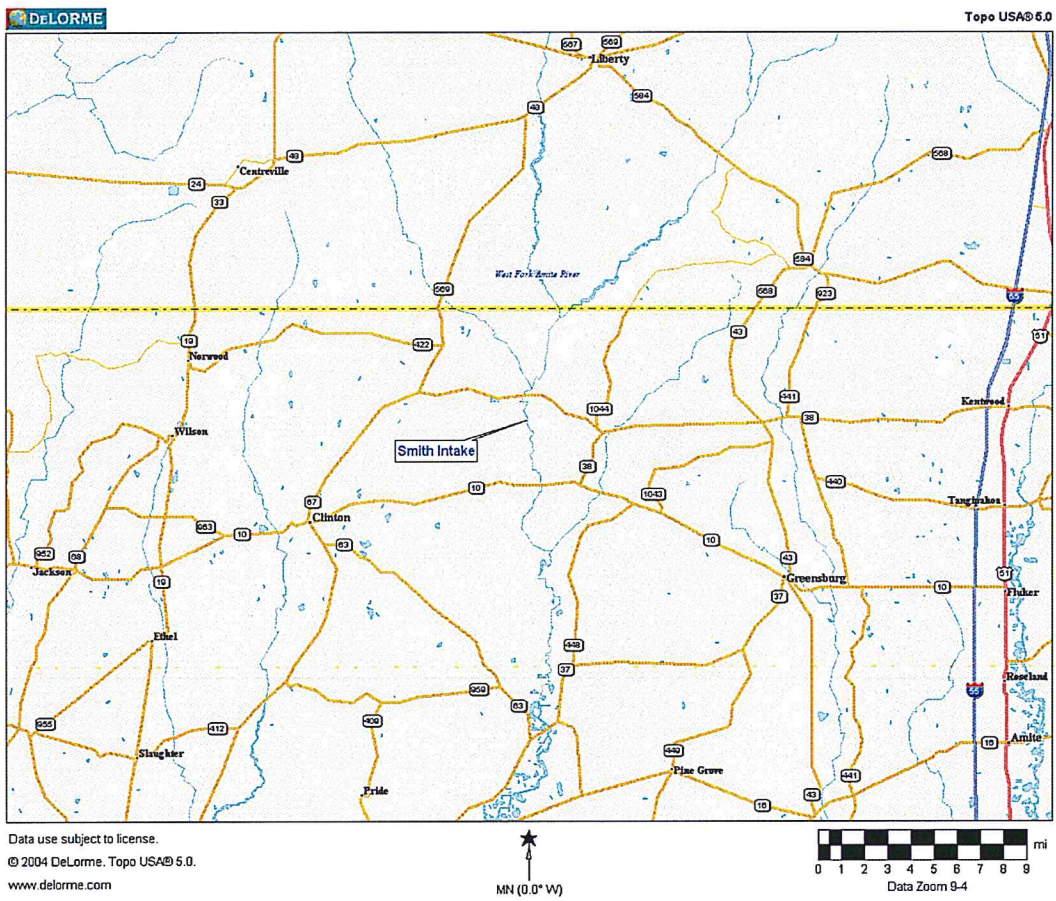 DELORME
Topo USA® 5.0
567
569
Liberty
584
48
48
568
Centreville
24
33
584
West Fork Amite River
569
568
923
55
43
51
19
422
Norwood
441
Kentwood
1044
38
Wilson
Smith Intake
38
10
440
1043
Tangipahoa
67
Clinton
963
10
63
10
952
68
43
Jackson
19
Greensburg
51
37
10
Fluker
Ethel
448
37
Roseland
959
55
63
409
955
412
Amite
16
Slaughter
449
Pine Grove
441
Pride
43
16
Data use subject to license.
© 2004 DeLorme. Topo USA® 5.0.
www.delorme.com
MN (0.0° W)
mi
0 1 2 3 4 5 6 7 8 9
Data Zoom 9-4